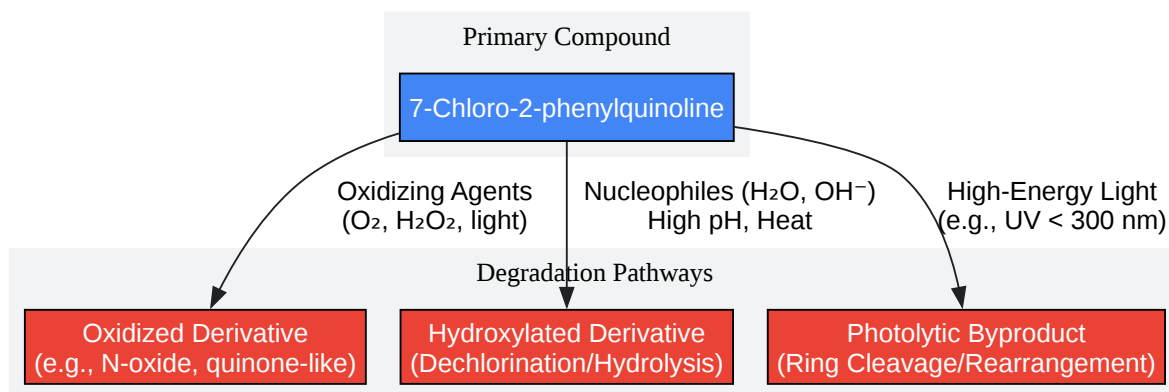 Primary Compound
7-Chloro-2-phenylquinoline
Oxidizing Agents
(O₂, H₂O₂, light)
Nucleophiles (H₂O, OH⁻)
High pH, Heat
High-Energy Light
(e.g., UV < 300 nm)
Degradation Pathways
Oxidized Derivative
(e.g., N-oxide, quinone-like)
Hydroxylated Derivative
(Dechlorination/Hydrolysis)
Photolytic Byproduct
(Ring Cleavage/Rearrangement)